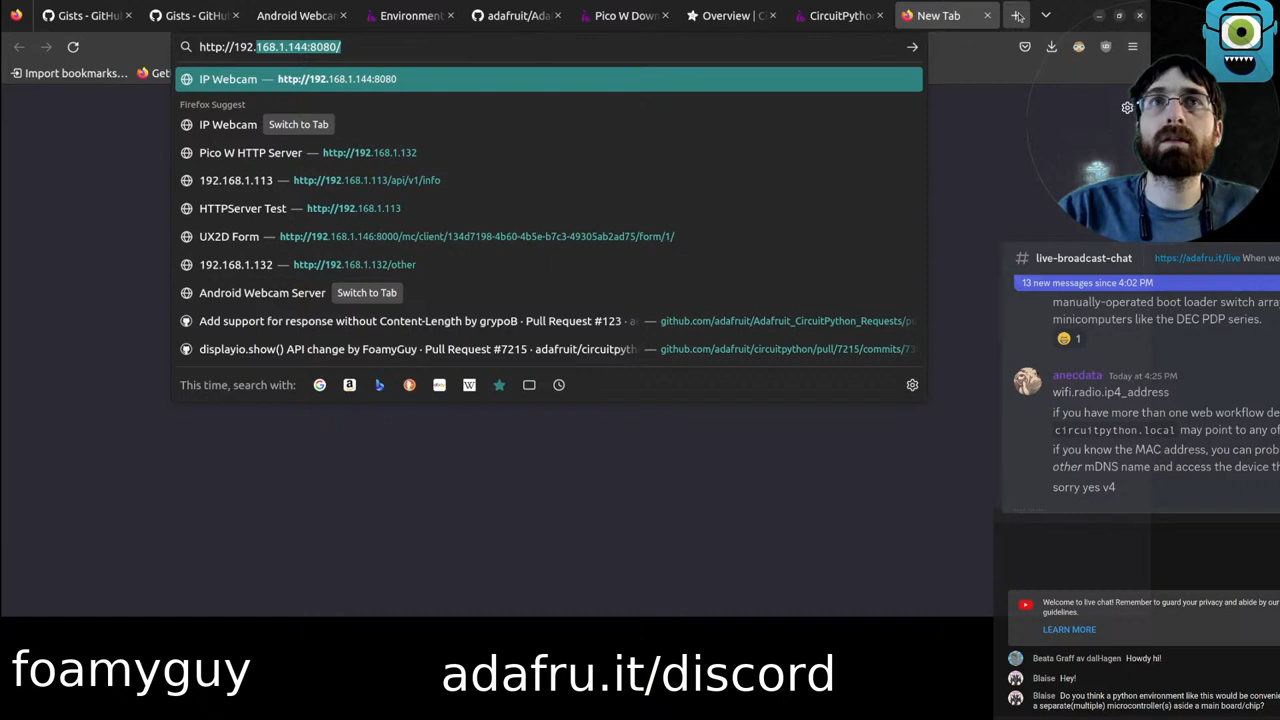 Gists - GitHu
Gists - GitHu
Android Webca
Environment
adafruit/Ada
Pico W Dow
Overview | C
CircuitPython
New Tab
http://192.168.1.144:8080/
Import bookmarks...
Get
IP Webcam — http://192.168.1.144:8080
Firefox Suggest
IP Webcam Switch to Tab
Pico W HTTP Server — http://192.168.1.132
192.168.1.113 — http://192.168.1.113/api/v1/info
HTTPServer Test — http://192.168.1.113
UX2D Form — http://192.168.1.146:8000/mc/client/134d7198-4b60-4b5e-b7c3-49305ab2ad75/form/1/
192.168.1.132 — http://192.168.1.132/other
Android Webcam Server Switch to Tab
Add support for response without Content-Length by grypoB · Pull Request #123 · — github.com/adafruit/Adafruit_CircuitPython_Requests/
displayio.show() API change by FoamyGuy · Pull Request #7215 · adafruit/circuitpyth — github.com/adafruit/circuitpython/pull/7215/commits/
This time, search with:
# live-broadcast-chat https://adafru.it/live When we
13 new messages since 4:02 PM
manually-operated boot loader switch array
minicomputers like the DEC PDP series.
1
anecdata Today at 4:25 PM
wifi.radio.ip4_address
if you have more than one web workflow de
circuitpython.local may point to any of
if you know the MAC address, you can prob
other mDNS name and access the device th
sorry yes v4
Welcome to live chat! Remember to guard your privacy and abide by our
guidelines.
LEARN MORE
Beata Graff av dalHagen Howdy hi!
Blaise Hey!
Blaise Do you think a python environment like this would be convenie
a separate(multiple) microcontroller(s) aside a main board/chip?
foamyguy
adafru.it/discord